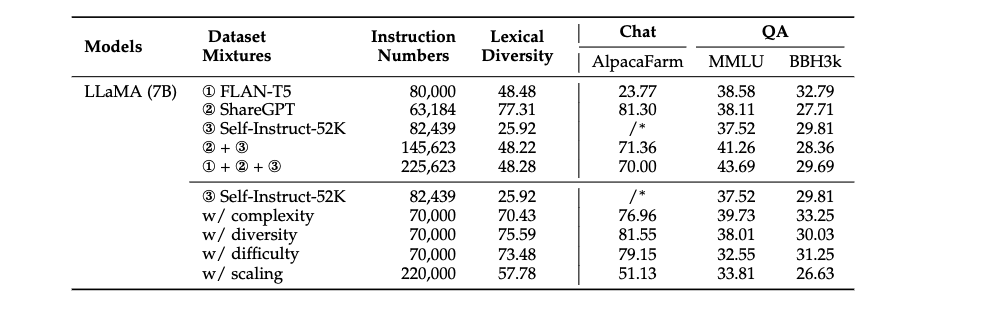 Models Dataset Mixtures Instruction Numbers Lexical Diversity Chat QA
AlpacaFarm MMLU BBH3k
LLaMA (7B) ① FLAN-T5 80,000 48.48 23.77 38.58 32.79
② ShareGPT 63,184 77.31 81.30 38.11 27.71
③ Self-Instruct-52K 82,439 25.92 /* 37.52 29.81
② + ③ 145,623 48.22 71.36 41.26 28.36
① + ② + ③ 225,623 48.28 70.00 43.69 29.69
③ Self-Instruct-52K 82,439 25.92 /* 37.52 29.81
w/ complexity 70,000 70.43 76.96 39.73 33.25
w/ diversity 70,000 75.59 81.55 38.01 30.03
w/ difficulty 70,000 73.48 79.15 32.55 31.25
w/ scaling 220,000 57.78 51.13 33.81 26.63